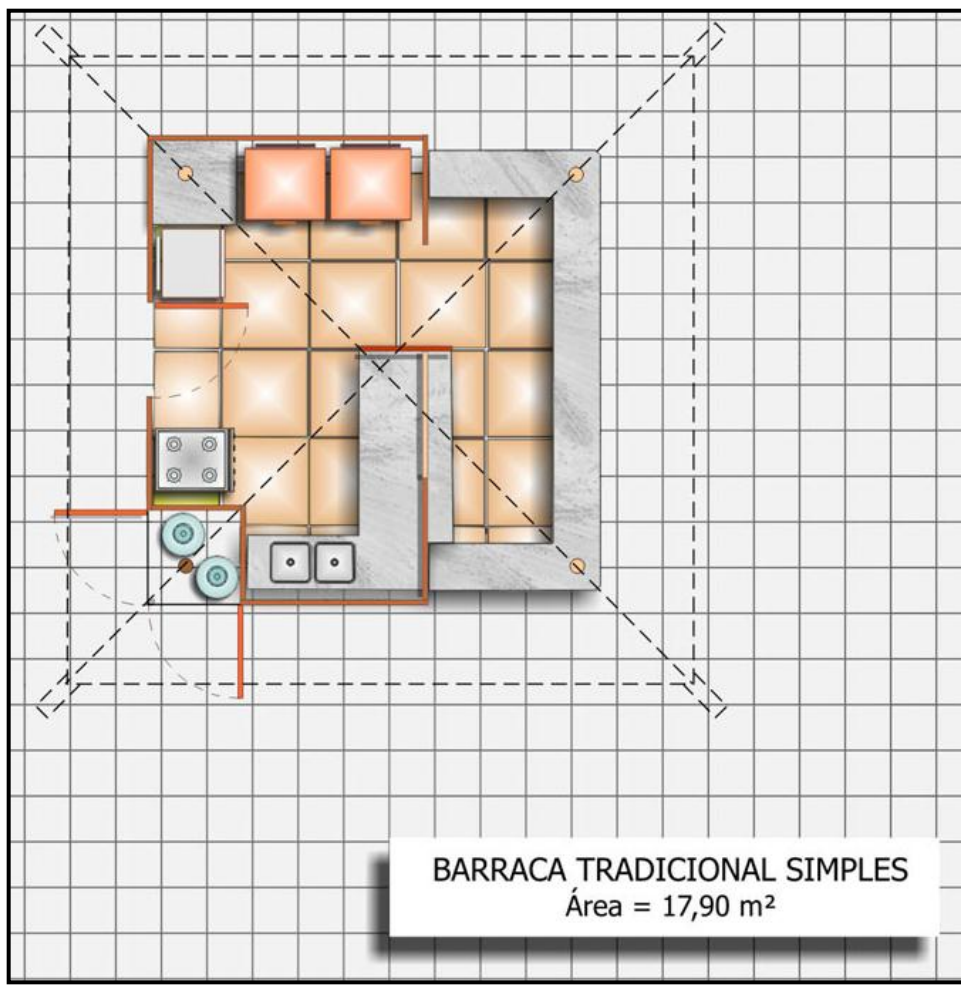 BARRACA TRADICIONAL SIMPLES
Área = 17,90 m²